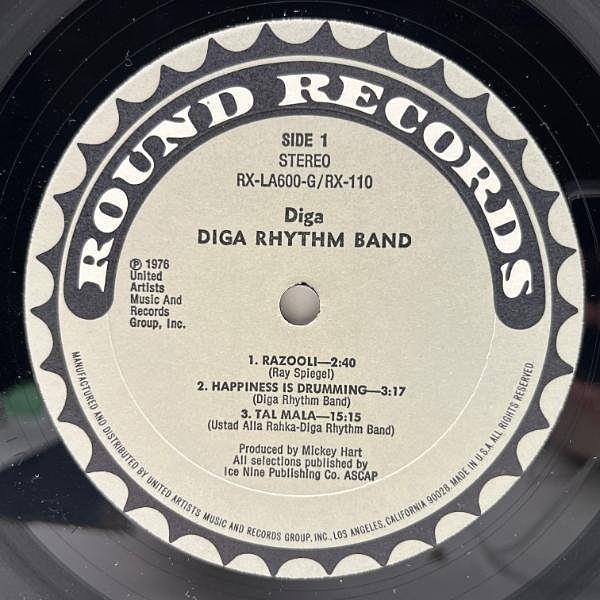 ROUND RECORDS
SIDE 1
STEREO
RX-LA600-G/RX-110
Diga
DIGA RHYTHM BAND
℗ 1976
United
Artists
Music And
Records
Group, Inc.
1. RAZOOLI—2:40
(Ray Spiegel)
2. HAPPINESS IS DRUMMING—3:17
(Diga Rhythm Band)
3. TAL MALA—15:15
(Ustad Alla Rahka-Diga Rhythm Band)
Produced by Mickey Hart
All selections published by
Ice Nine Publishing Co. ASCAP
MANUFACTURED AND DISTRIBUTED BY UNITED ARTISTS MUSIC AND RECORDS GROUP, INC., LOS ANGELES, CALIFORNIA 90028. MADE IN U.S.A. ALL RIGHTS RESERVED.